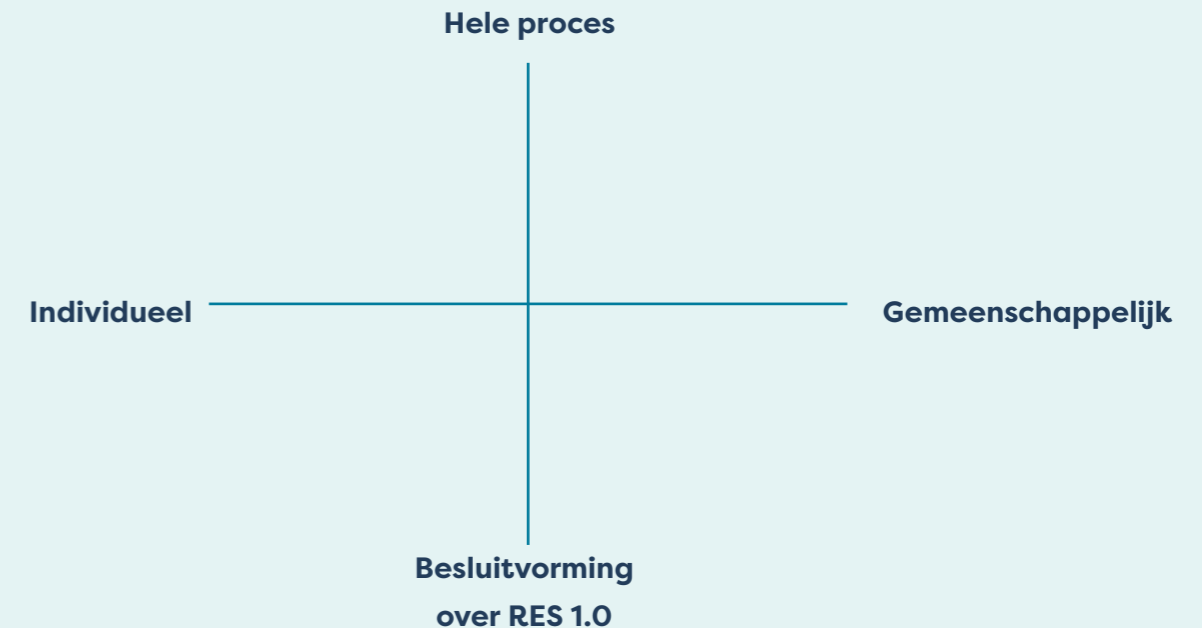 Hele proces
Individueel
Gemeenschappelijk
Besluitvorming
over RES 1.0